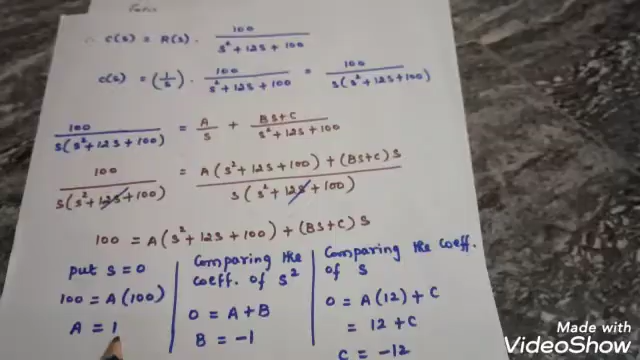 ∴ C(s) = R(s) . 100 / s² + 12s + 100
C(s) = (1/s) . 100 / s² + 12s + 100 = 100 / s(s² + 12s + 100)
100 / s(s² + 12s + 100) = A / s + Bs + C / s² + 12s + 100
100 / s(s² + 12s + 100) = A(s² + 12s + 100) + (Bs + C) s / s(s² + 12s + 100)
100 = A(s² + 12s + 100) + (Bs + C) s
put s = 0
100 = A(100)
A = 1
Comparing the
coeff. of s²
0 = A + B
B = -1
Comparing the coeff.
of s
0 = A(12) + C
= 12 + C
C = -12
Made with
VideoShow